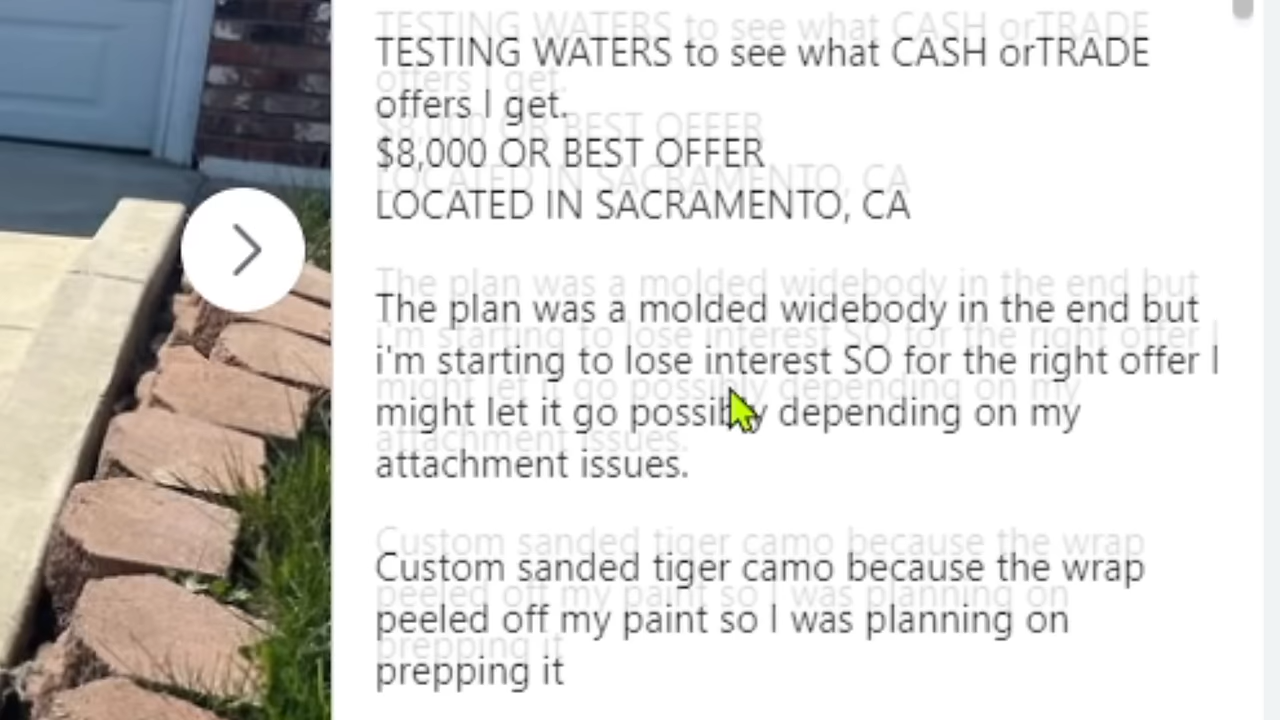 TESTING WATERS to see what CASH orTRADE
offers I get.
$8,000 OR BEST OFFER
LOCATED IN SACRAMENTO, CA
The plan was a molded widebody in the end but
i'm starting to lose interest SO for the right offer I
might let it go possibly depending on my
attachment issues.
Custom sanded tiger camo because the wrap
peeled off my paint so I was planning on
prepping it